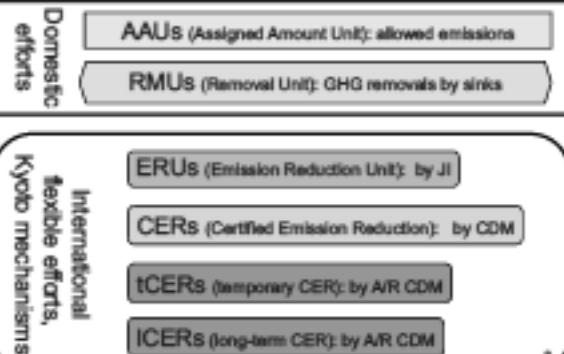 Domestic
efforts
AAUs (Assigned Amount Unit): allowed emissions
RMUs (Removal Unit): GHG removals by sinks
International
flexible efforts,
Kyoto mechanisms
ERUs (Emission Reduction Unit): by JI
CERs (Certified Emission Reduction): by CDM
tCERs (temporary CER): by A/R CDM
lCERs (long-term CER): by A/R CDM